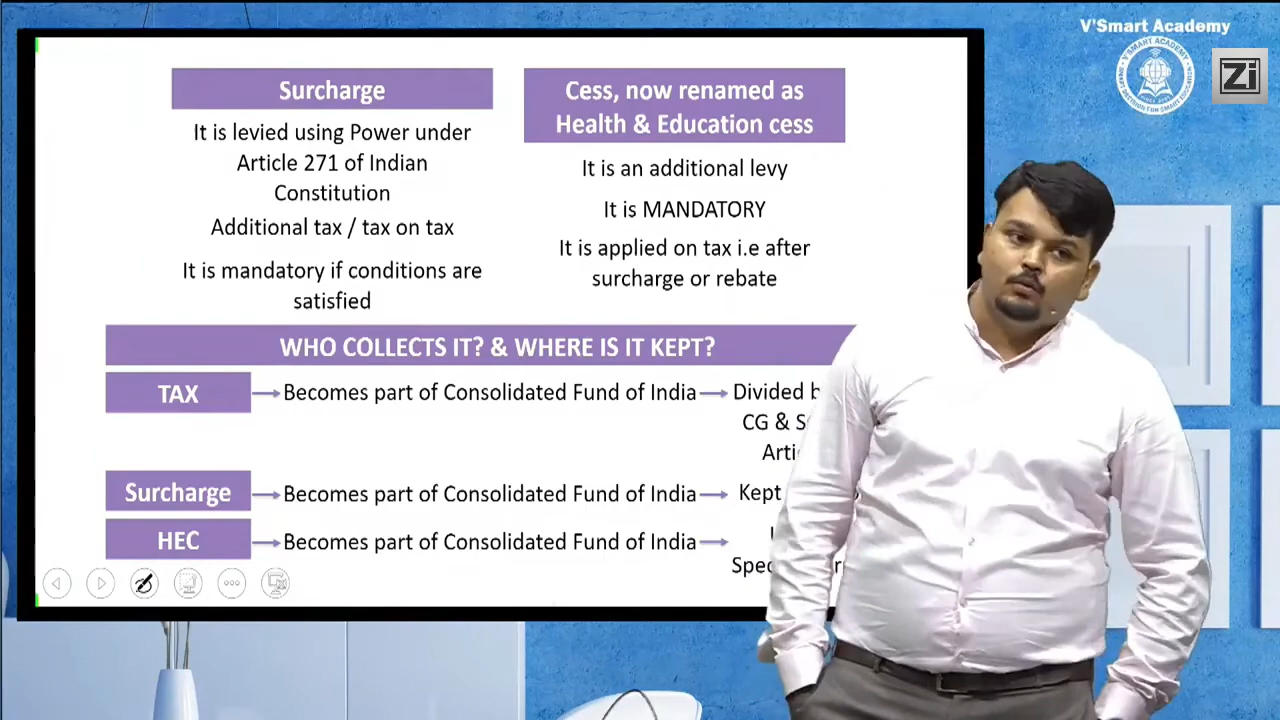 V'Smart Academy
Zi
Surcharge
It is levied using Power under
Article 271 of Indian
Constitution
Additional tax / tax on tax
It is mandatory if conditions are
satisfied
Cess, now renamed as
Health & Education cess
It is an additional levy
It is MANDATORY
It is applied on tax i.e after
surcharge or rebate
WHO COLLECTS IT? & WHERE IS IT KEPT?
TAX
Becomes part of Consolidated Fund of India
Divided
CG &
Surcharge
Becomes part of Consolidated Fund of India
Kept
HEC
Becomes part of Consolidated Fund of India